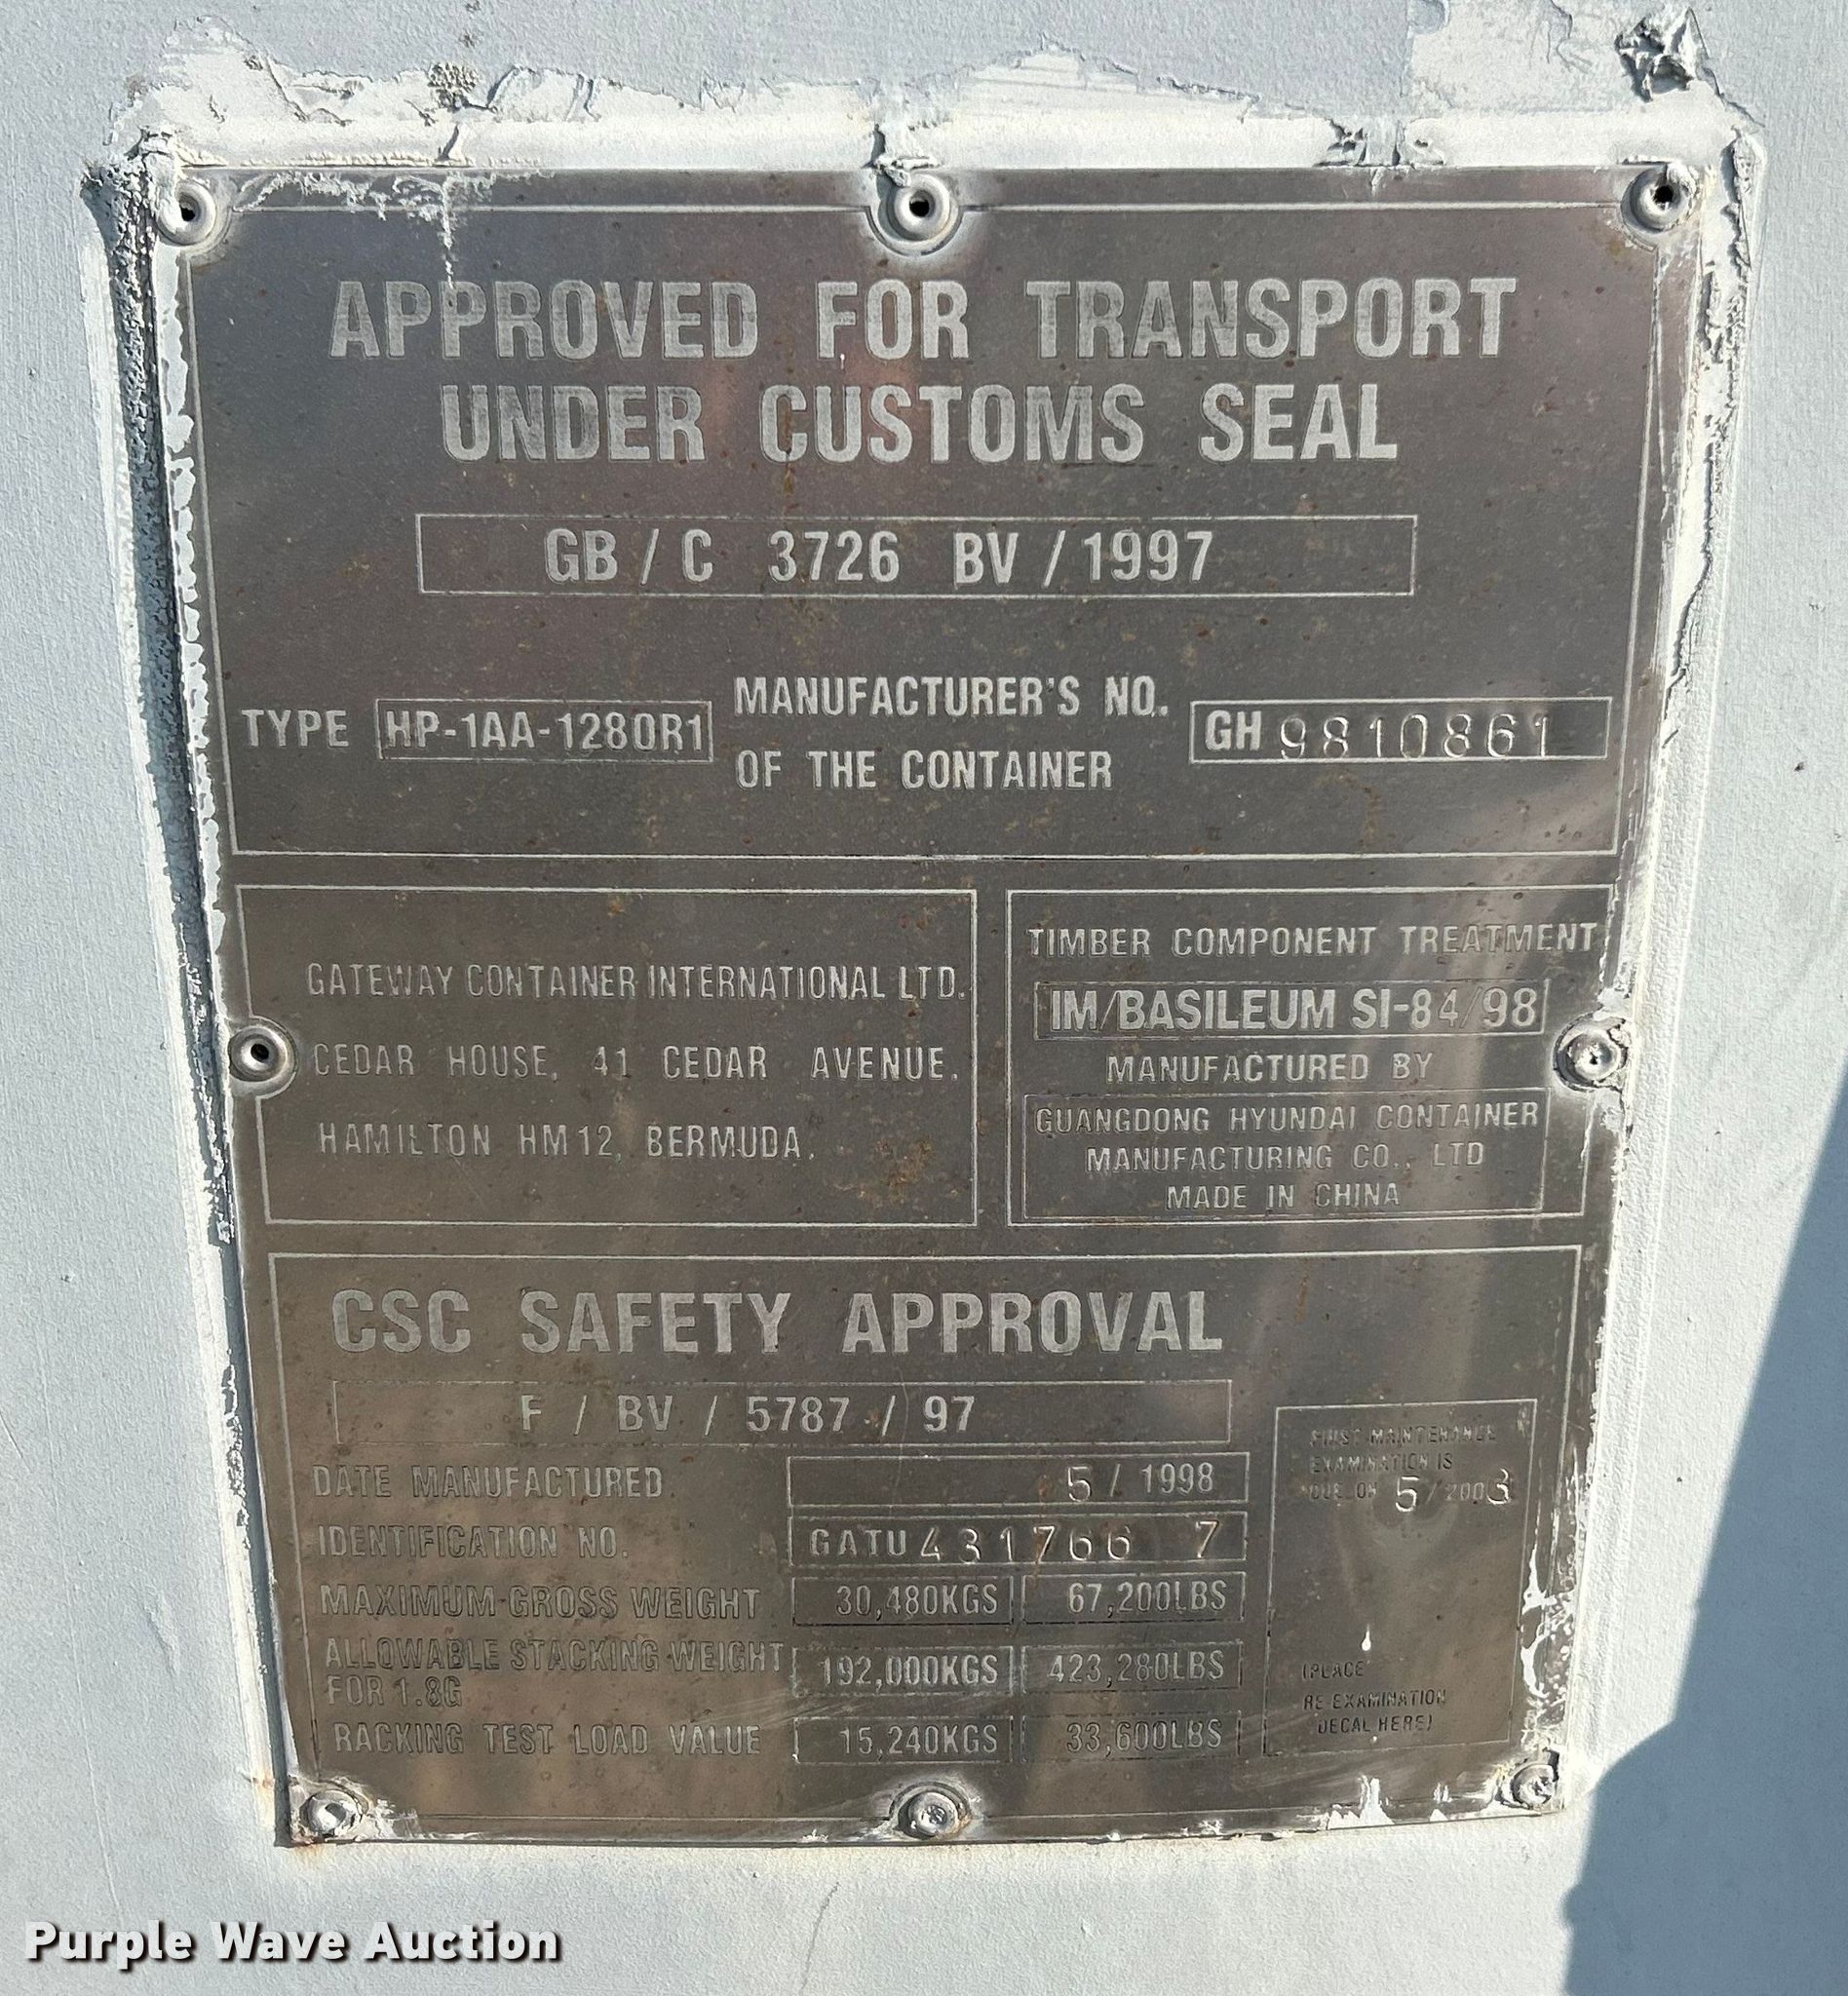 APPROVED FOR TRANSPORT
UNDER CUSTOMS SEAL
GB / C 3726 BV / 1997
TYPE HP-1AA-1280R1
MANUFACTURER'S NO.
OF THE CONTAINER
GH 9810861
GATEWAY CONTAINER INTERNATIONAL LTD.
CEDAR HOUSE, 41 CEDAR AVENUE.
HAMILTON HM12, BERMUDA.
TIMBER COMPONENT TREATMENT
IM/BASILEUM SI-84/98
MANUFACTURED BY
GUANGDONG HYUNDAI CONTAINER
MANUFACTURING CO., LTD
MADE IN CHINA
CSC SAFETY APPROVAL
F / BV / 5787 / 97
DATE MANUFACTURED 5 / 1998
IDENTIFICATION NO. GATU 431766 7
MAXIMUM GROSS WEIGHT 30,480KGS 67,200LBS
ALLOWABLE STACKING WEIGHT
FOR 1.8G
192,000KGS 423,280LBS
RACKING TEST LOAD VALUE 15,240KGS 33,600LBS
FIRST MAINTENANCE
EXAMINATION IS
DUE ON 5 / 2003
(PLACE
RE-EXAMINATION
DECAL HERE)
Purple Wave Auction